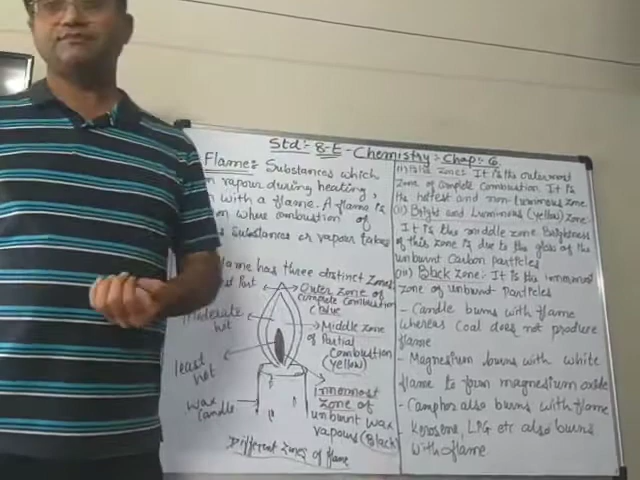 Std:- 8-E - Chemistry :- Chap:- 6.
Flame:- Substances which
vapour during heating,
with a flame. A flame is
when combustion of
substances or vapour takes
lame has three distinct zones
Outer zone of
complete combustion
(blue
moderate
hot
Middle zone
of Partial
Combustion
(Yellow)
least
hot
Innermost
zone of
unburnt wax
vapours (Black)
wax
Candle
Different zones of flame
zone: It is the outermost
zone of complete combustion. It is
the hottest and non-luminous zone
(ii) Bright and Luminous (Yellow) zone:
It is the middle zone. Brightness
of this zone is due to the glow of the
unburnt Carbon particles
(iii) Black zone:- It is the innermost
zone of unburnt particles
- Candle burns with flame
whereas coal does not produce
flame
- Magnesium burns with white
flame to form magnesium oxide
- Camphor also burns with flame
- Kerosene, LPG etc also burns
with flame